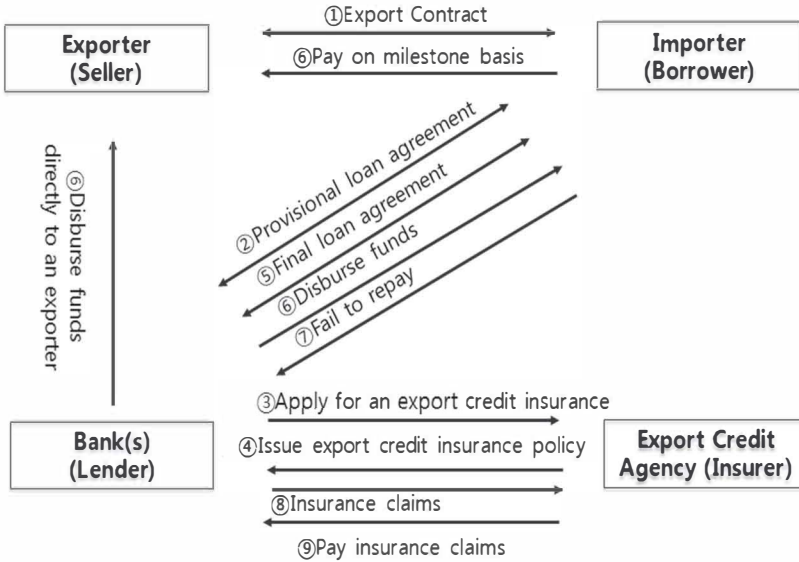 ①Export Contract
Exporter
(Seller)
⑥Pay on milestone basis
Importer
(Borrower)
②Provisional loan agreement
⑤Final loan agreement
⑥Disburse funds
⑦Fail to repay
⑥Disburse funds
directly to an exporter
③Apply for an export credit insurance
Bank(s)
(Lender)
④Issue export credit insurance policy
Export Credit
Agency (Insurer)
⑧Insurance claims
⑨Pay insurance claims